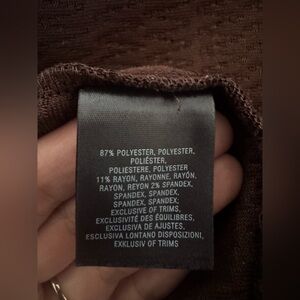 87% POLYESTER, POLYESTER,
POLIÉSTER,
POLIESTERE, POLYESTER
11% RAYON, RAYONNE, RAYÓN,
RAYON, REYON 2% SPANDEX,
SPANDEX, SPANDEX,
SPANDEX, SPANDEX;
EXCLUSIVE OF TRIMS,
EXCLUSIVITÉ DES ÉQUILIBRES,
EXCLUSIVA DE AJUSTES,
ESCLUSIVA LONTANO DISPOSIZIONI,
EXKLUSIV OF TRIMS